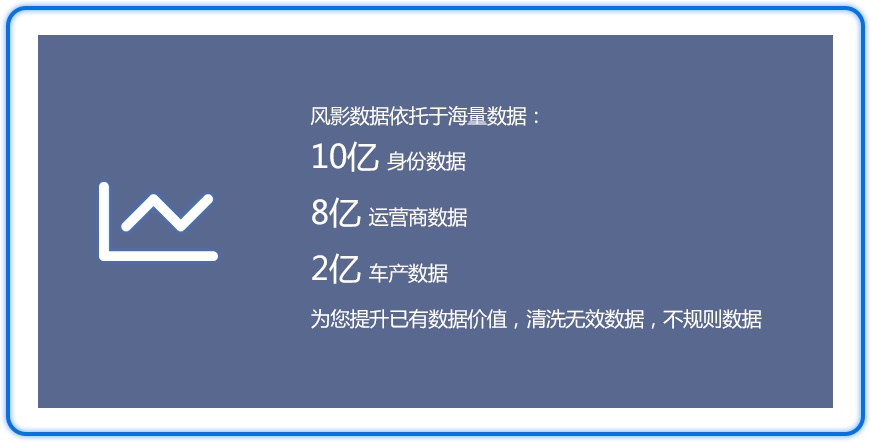 风影数据依托于海量数据：
10亿 身份数据
8亿 运营商数据
2亿 车产数据
为您提升已有数据价值，清洗无效数据，不规则数据